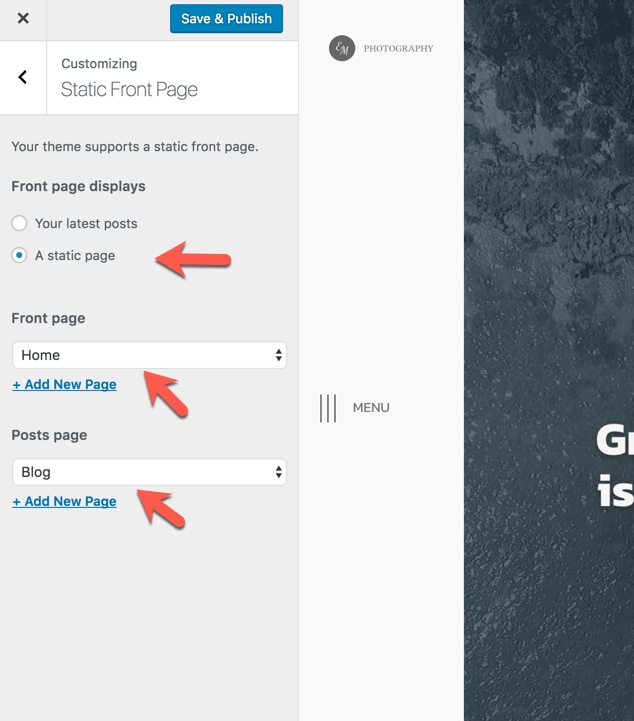 Save & Publish
Customizing
Static Front Page
Your theme supports a static front page.
Front page displays
Your latest posts
A static page
Front page
Home
+ Add New Page
Posts page
Blog
+ Add New Page
EM PHOTOGRAPHY
MENU
Gr
is